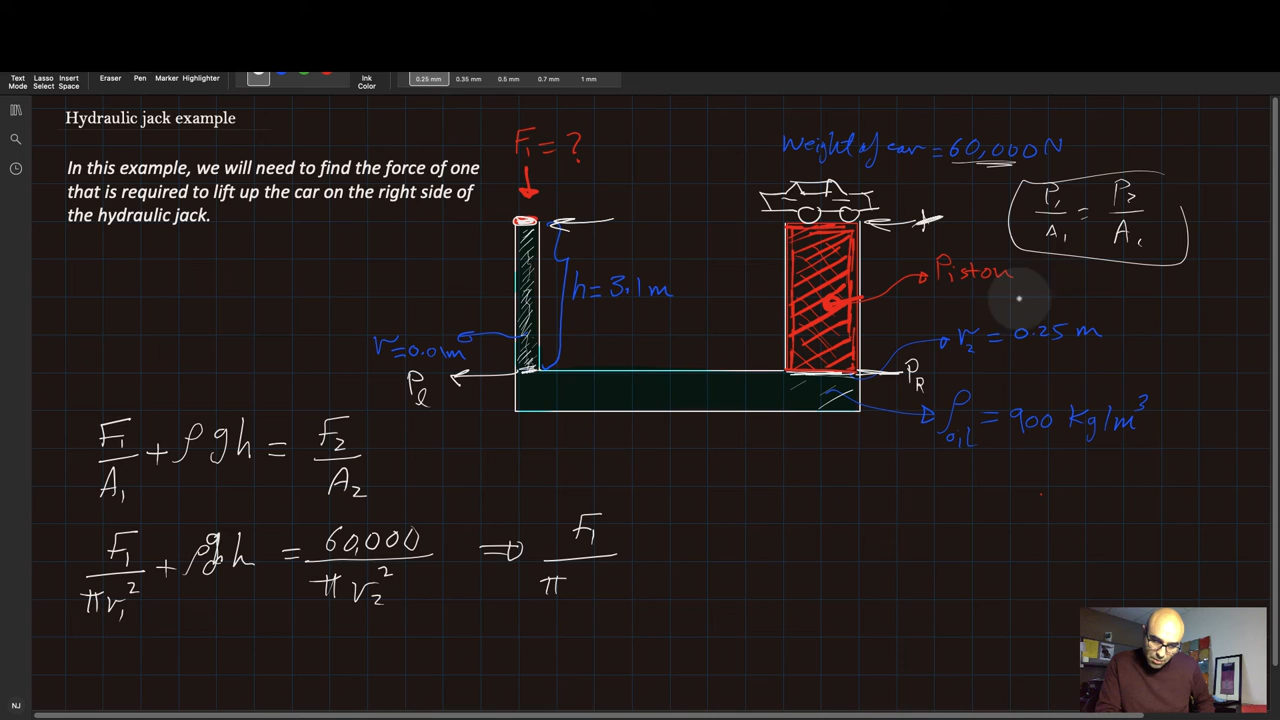 Text Mode
Lasso Select
Insert Space
Eraser
Pen
Marker
Highlighter
Ink Color
0.25 mm
0.35 mm
0.5 mm
0.7 mm
1 mm
Hydraulic jack example
In this example, we will need to find the force of one
that is required to lift up the car on the right side of
the hydraulic jack.
F₁ = ?
Weight of car = 60,000 N
P₁/A₁ = P₂/A₂
Piston
h = 3.1 m
r = 0.01m
r₂ = 0.25 m
Pℓ
P_R
ρ_oil = 900 Kg/m³
F₁/A₁ + ρgh = F₂/A₂
F₁/πr₁² + ρgh = 60,000/πr₂² ⇒ F₁/π
NJ